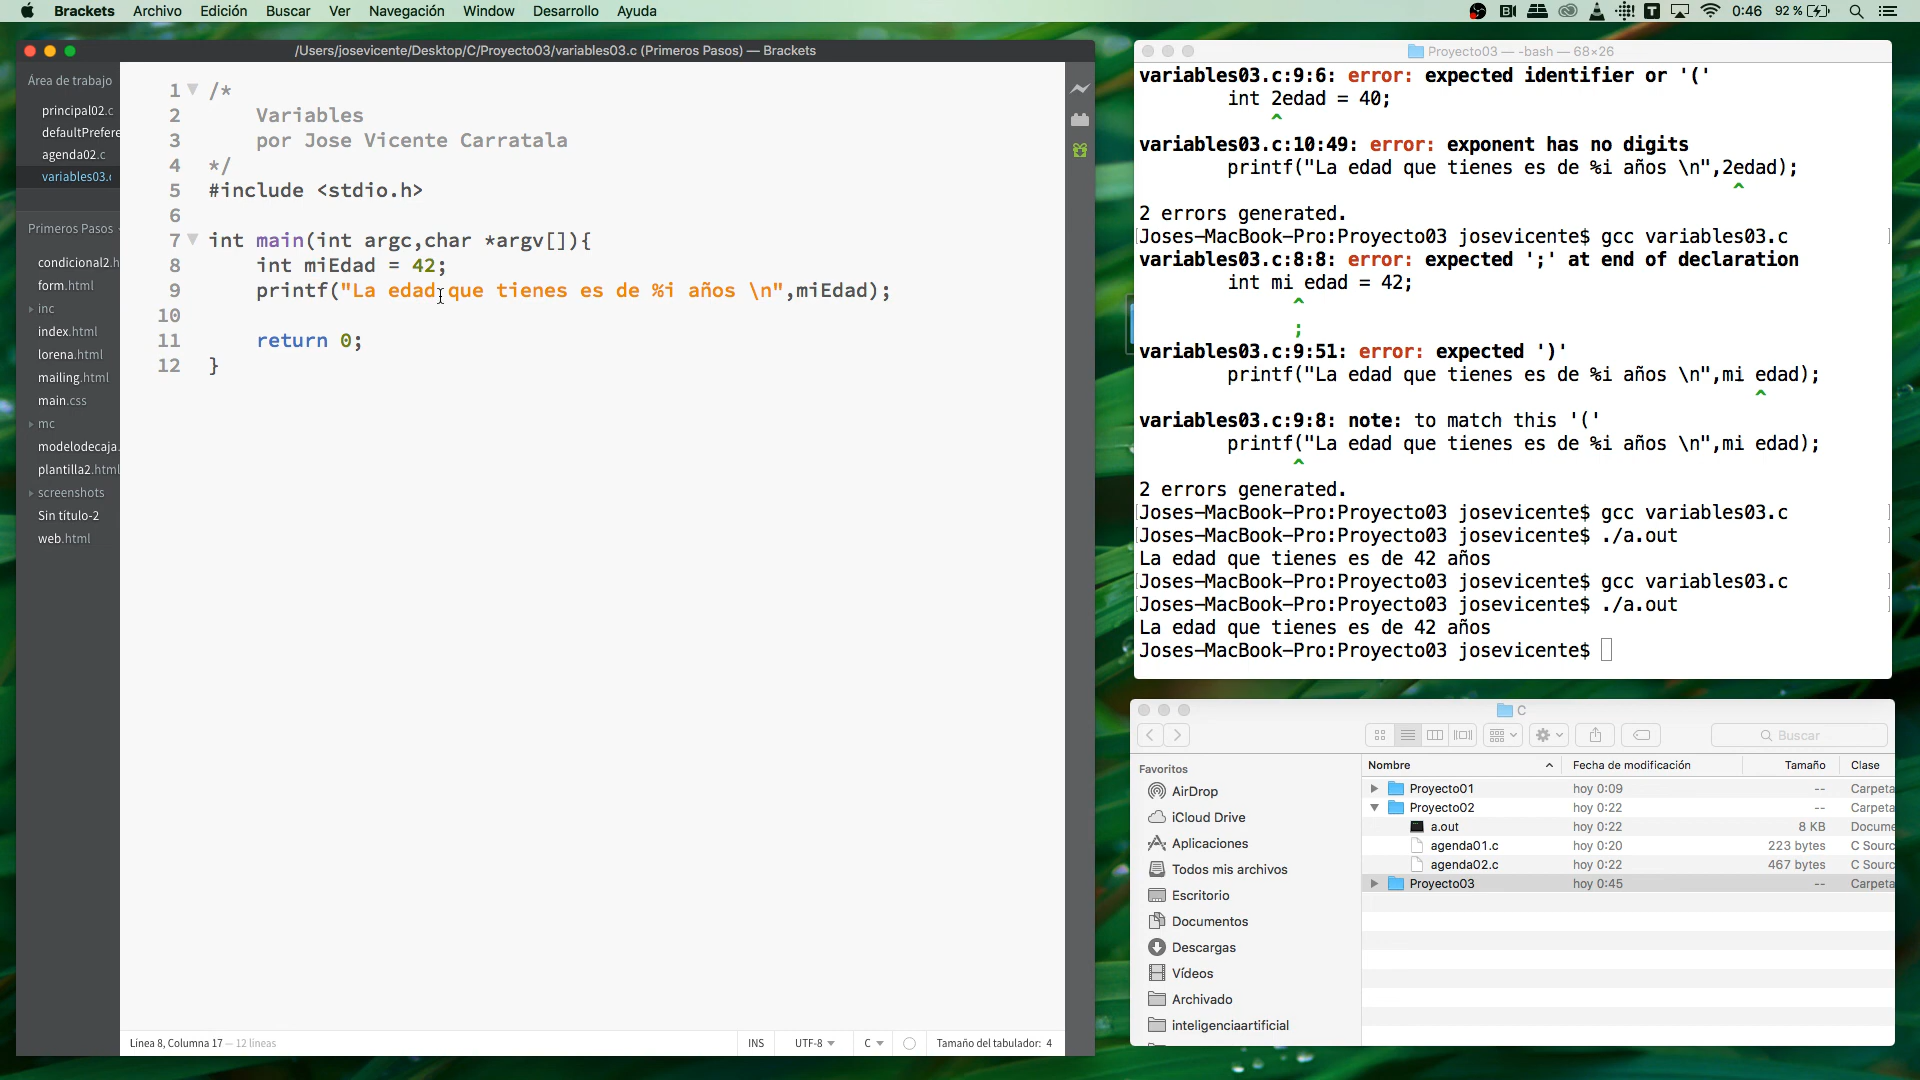 Brackets Archivo Edición Buscar Ver Navegación Window Desarrollo Ayuda
0:46 92 %
/Users/josevicente/Desktop/C/Proyecto03/variables03.c (Primeros Pasos) — Brackets
Área de trabajo
principal02.c
defaultPrefere
agenda02.c
variables03.c
Primeros Pasos
condicional2.h
form.html
inc
index.html
lorena.html
mailing.html
main.css
mc
modelodecaja.
plantilla2.html
screenshots
Sin título-2
web.html
1 /*
2 Variables
3 por Jose Vicente Carratala
4 */
5 #include <stdio.h>
6
7 int main(int argc,char *argv[]){
8 int miEdad = 42;
9 printf("La edad que tienes es de %i años \n",miEdad);
10
11 return 0;
12 }
Línea 8, Columna 17 — 12 líneas
INS UTF-8 C Tamaño del tabulador: 4
Proyecto03 — -bash — 68×26
variables03.c:9:6: error: expected identifier or '('
int 2edad = 40;
^
variables03.c:10:49: error: exponent has no digits
printf("La edad que tienes es de %i años \n",2edad);
^
2 errors generated.
[Joses-MacBook-Pro:Proyecto03 josevicente$ gcc variables03.c ]
variables03.c:8:8: error: expected ';' at end of declaration
int mi edad = 42;
^
;
variables03.c:9:51: error: expected ')'
printf("La edad que tienes es de %i años \n",mi edad);
^
variables03.c:9:8: note: to match this '('
printf("La edad que tienes es de %i años \n",mi edad);
^
2 errors generated.
[Joses-MacBook-Pro:Proyecto03 josevicente$ gcc variables03.c ]
[Joses-MacBook-Pro:Proyecto03 josevicente$ ./a.out ]
La edad que tienes es de 42 años
[Joses-MacBook-Pro:Proyecto03 josevicente$ gcc variables03.c ]
[Joses-MacBook-Pro:Proyecto03 josevicente$ ./a.out ]
La edad que tienes es de 42 años
Joses-MacBook-Pro:Proyecto03 josevicente$
C
Buscar
Favoritos
AirDrop
iCloud Drive
Aplicaciones
Todos mis archivos
Escritorio
Documentos
Descargas
Vídeos
Archivado
inteligenciaartificial
Nombre Fecha de modificación Tamaño Clase
Proyecto01 hoy 0:09 -- Carpeta
Proyecto02 hoy 0:22 -- Carpeta
a.out hoy 0:22 8 KB Docume
agenda01.c hoy 0:20 223 bytes C Sourc
agenda02.c hoy 0:22 467 bytes C Sourc
Proyecto03 hoy 0:45 -- Carpeta